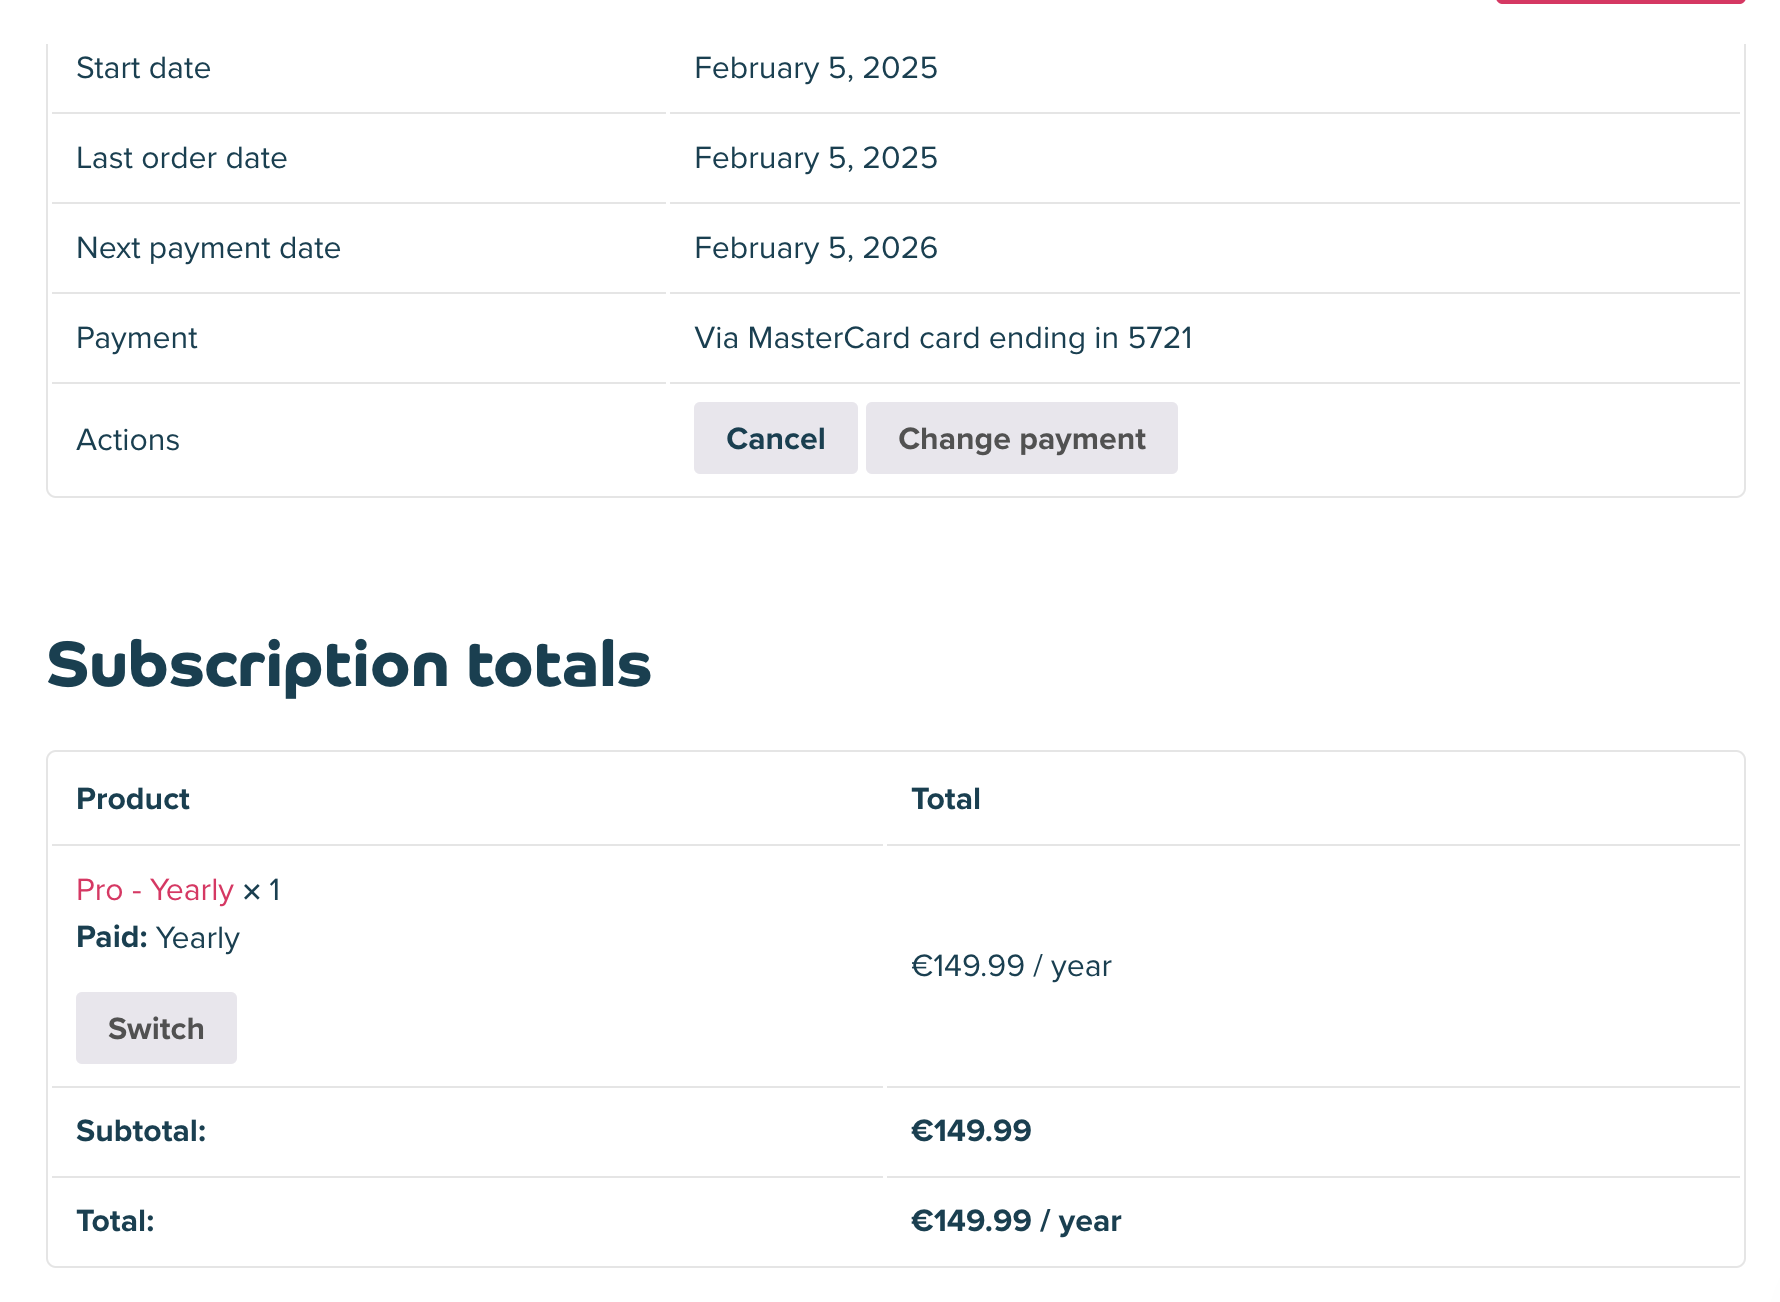 Start date February 5, 2025
Last order date February 5, 2025
Next payment date February 5, 2026
Payment Via MasterCard card ending in 5721
Actions Cancel Change payment
Subscription totals
Product Total
Pro - Yearly × 1
Paid: Yearly
€149.99 / year
Switch
Subtotal: €149.99
Total: €149.99 / year